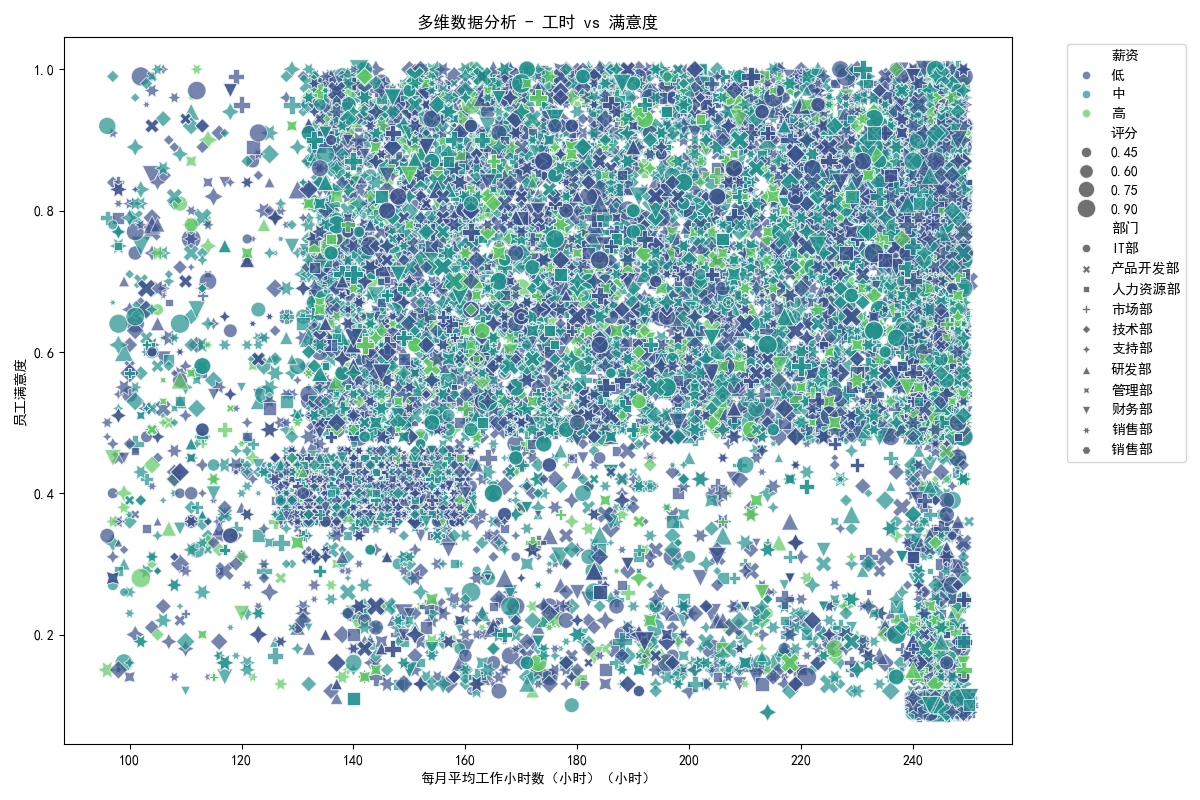 多维数据分析 - 工时 vs 满意度
薪资
低
中
高
评分
0.45
0.60
0.75
0.90
部门
IT部
产品开发部
人力资源部
市场部
技术部
支持部
研发部
管理部
财务部
销售部
销售部
员工满意度
1.0
0.8
0.6
0.4
0.2
100
120
140
160
180
200
220
240
每月平均工作小时数（小时）（小时）